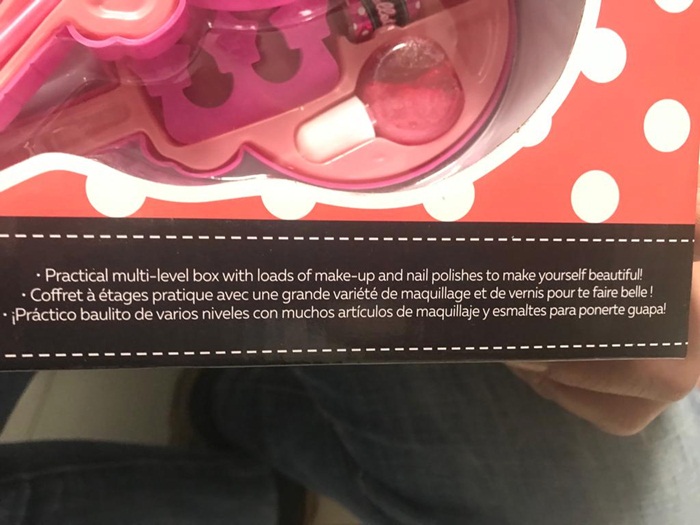 · Practical multi-level box with loads of make-up and nail polishes to make yourself beautiful!
· Coffret à étages pratique avec une grande variété de maquillage et de vernis pour te faire belle !
· ¡Práctico baulito de varios niveles con muchos artículos de maquillaje y esmaltes para ponerte guapa!